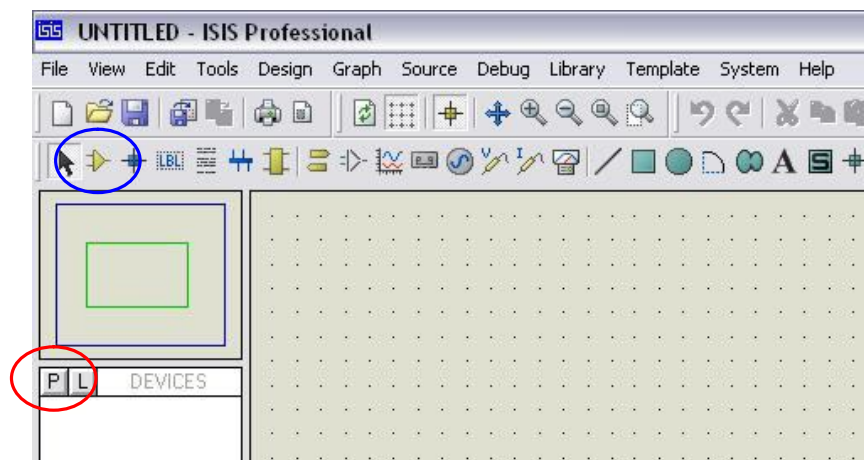 isis UNTITLED - ISIS Professional
File View Edit Tools Design Graph Source Debug Library Template System Help
LBL A S
P L DEVICES